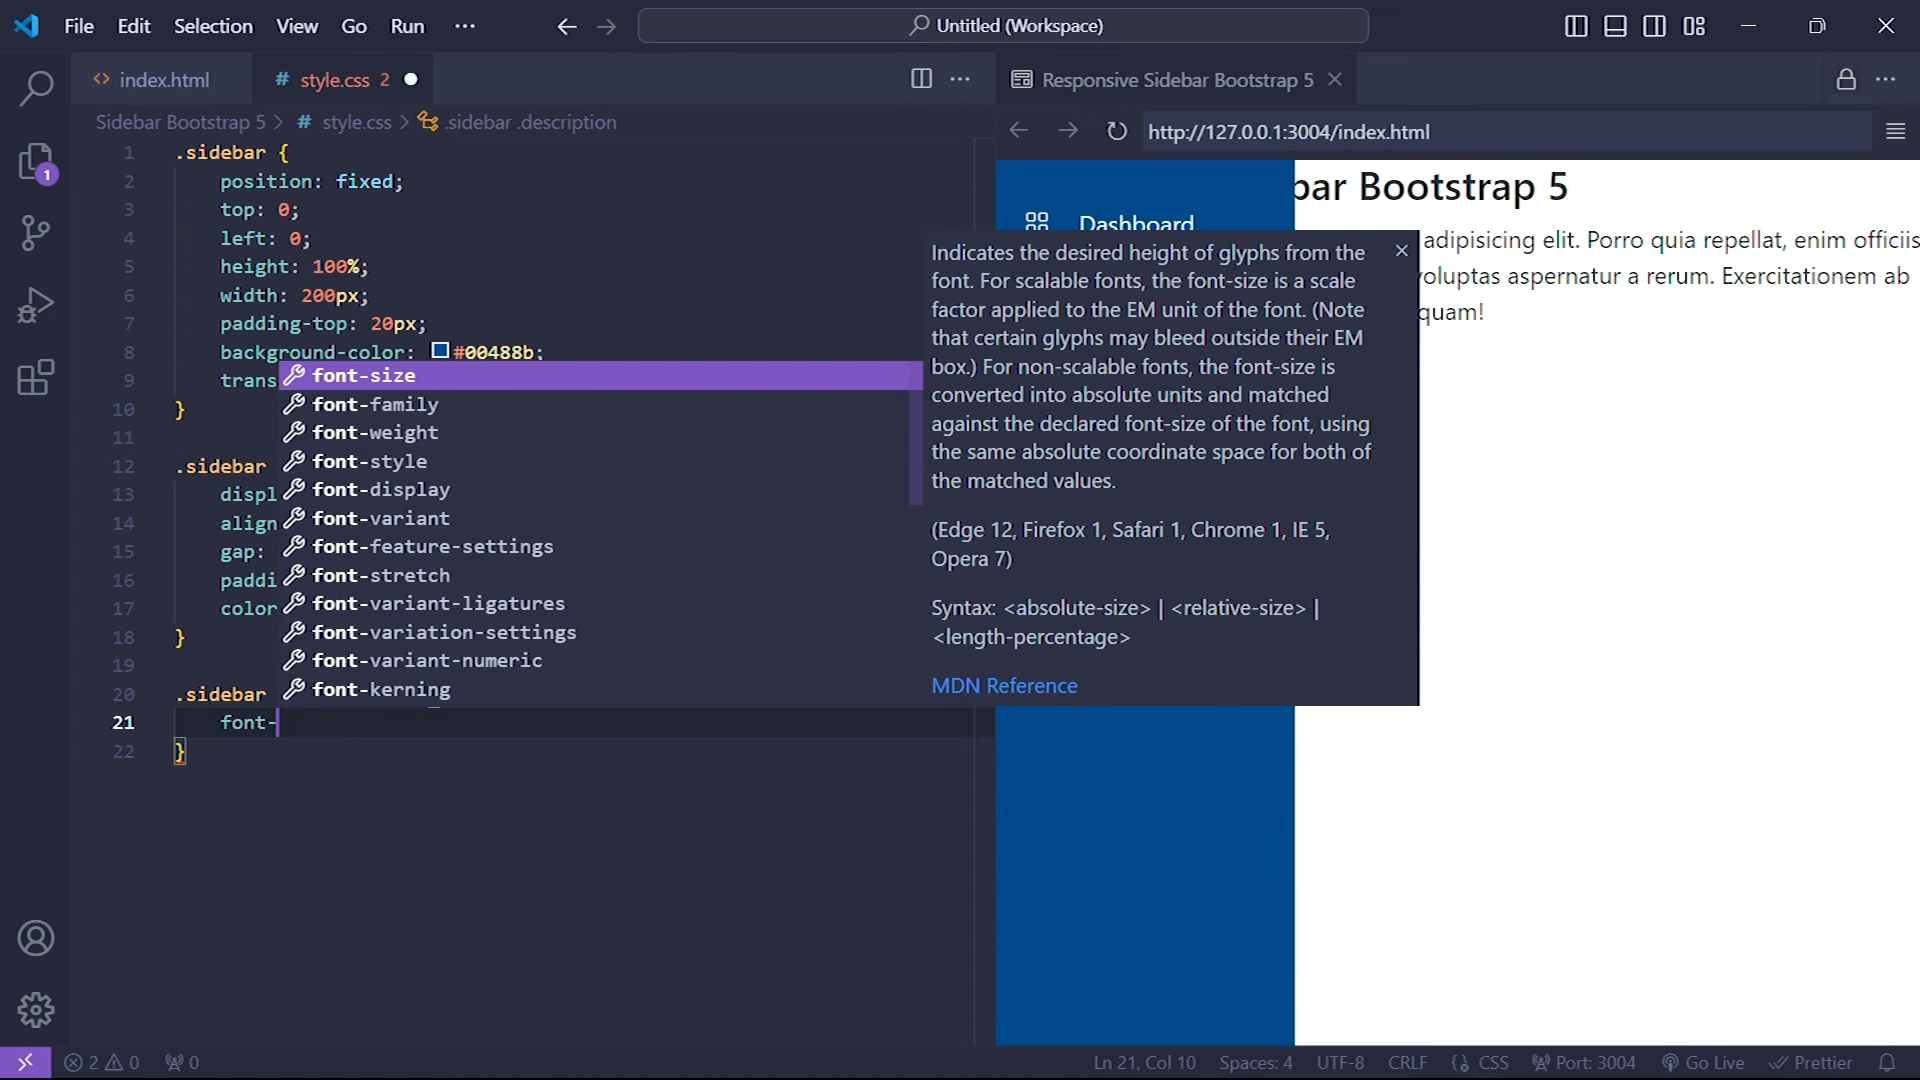 File Edit Selection View Go Run ···
Untitled (Workspace)
index.html
# style.css 2
Responsive Sidebar Bootstrap 5
Sidebar Bootstrap 5 > # style.css > .sidebar .description
http://127.0.0.1:3004/index.html
1 .sidebar {
2 position: fixed;
3 top: 0;
4 left: 0;
5 height: 100%;
6 width: 200px;
7 padding-top: 20px;
8 background-color: #00488b;
9 trans
10 }
11
12 .sidebar
13 displ
14 align
15 gap:
16 paddi
17 color
18 }
19
20 .sidebar
21 font-
22 }
font-size
font-family
font-weight
font-style
font-display
font-variant
font-feature-settings
font-stretch
font-variant-ligatures
font-variation-settings
font-variant-numeric
font-kerning
Indicates the desired height of glyphs from the
font. For scalable fonts, the font-size is a scale
factor applied to the EM unit of the font. (Note
that certain glyphs may bleed outside their EM
box.) For non-scalable fonts, the font-size is
converted into absolute units and matched
against the declared font-size of the font, using
the same absolute coordinate space for both of
the matched values.
(Edge 12, Firefox 1, Safari 1, Chrome 1, IE 5,
Opera 7)
Syntax: <absolute-size> | <relative-size> |
<length-percentage>
MDN Reference
Dashboard
bar Bootstrap 5
adipisicing elit. Porro quia repellat, enim officiis
voluptas aspernatur a rerum. Exercitationem ab
quam!
2 0 0
Ln 21, Col 10 Spaces: 4 UTF-8 CRLF {} CSS Port: 3004 Go Live Prettier
1